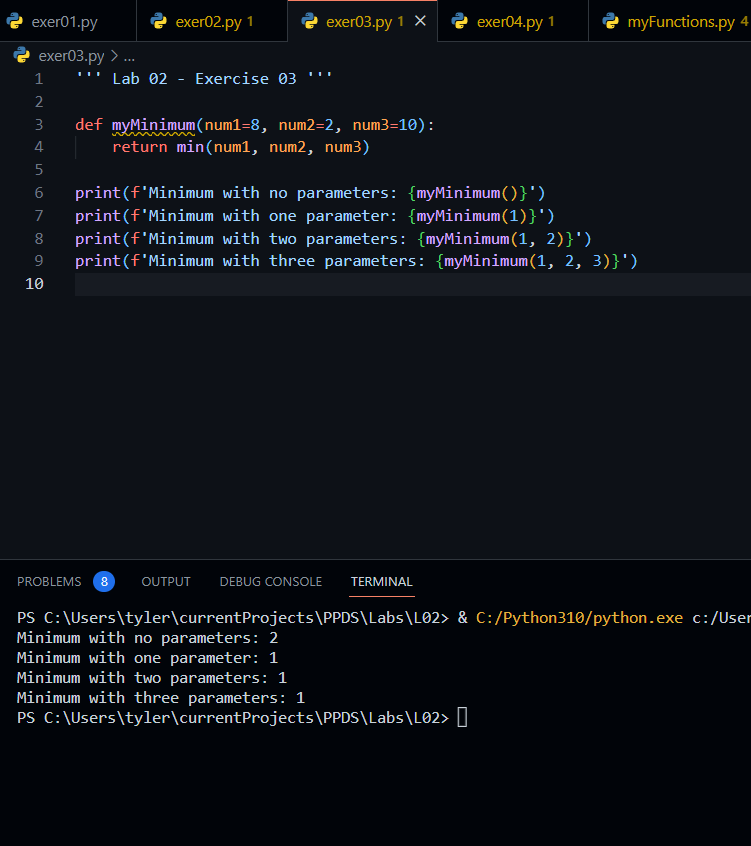 exer01.py exer02.py 1 exer03.py 1 × exer04.py 1 myFunctions.py 4
exer03.py > ...
1 ''' Lab 02 - Exercise 03 '''
2
3 def myMinimum(num1=8, num2=2, num3=10):
4     return min(num1, num2, num3)
5
6 print(f'Minimum with no parameters: {myMinimum()}')
7 print(f'Minimum with one parameter: {myMinimum(1)}')
8 print(f'Minimum with two parameters: {myMinimum(1, 2)}')
9 print(f'Minimum with three parameters: {myMinimum(1, 2, 3)}')
10
PROBLEMS 8 OUTPUT DEBUG CONSOLE TERMINAL
PS C:\Users\tyler\currentProjects\PPDS\Labs\L02> & C:/Python310/python.exe c:/User
Minimum with no parameters: 2
Minimum with one parameter: 1
Minimum with two parameters: 1
Minimum with three parameters: 1
PS C:\Users\tyler\currentProjects\PPDS\Labs\L02>